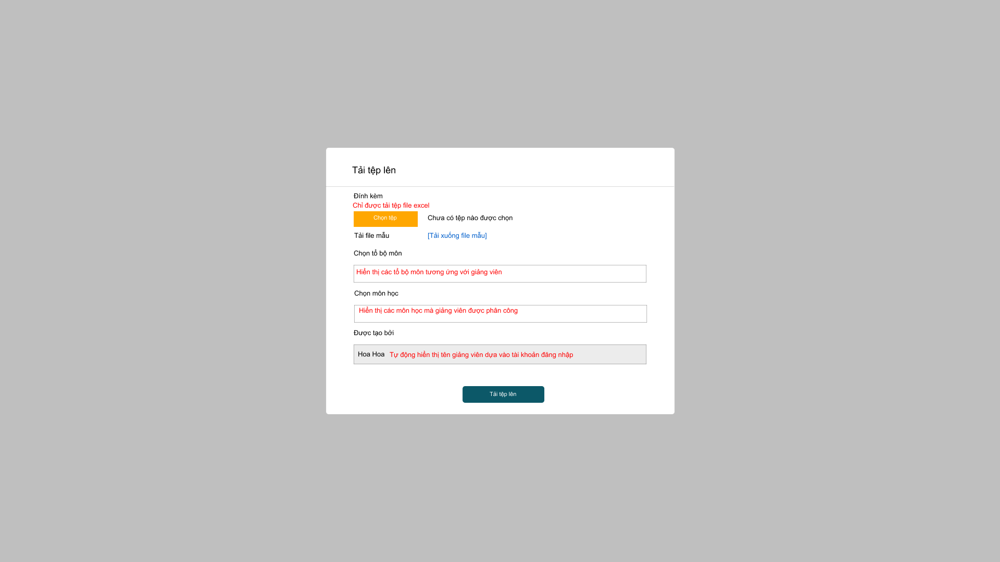 Tải tệp lên
Đính kèm
Chỉ được tải tệp file excel
Chọn tệp Chưa có tệp nào được chọn
Tải file mẫu [Tải xuống file mẫu]
Chọn tổ bộ môn
Hiển thị các tổ bộ môn tương ứng với giảng viên
Chọn môn học
Hiển thị các môn học mà giảng viên được phân công
Được tạo bởi
Hoa Hoa Tự động hiển thị tên giảng viên dựa vào tài khoản đăng nhập
Tải tệp lên